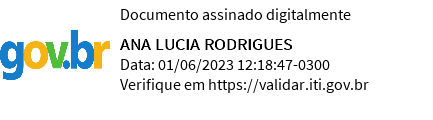 Documento assinado digitalmente
gov.br
ANA LUCIA RODRIGUES
Data: 01/06/2023 12:18:47-0300
Verifique em https://validar.iti.gov.br